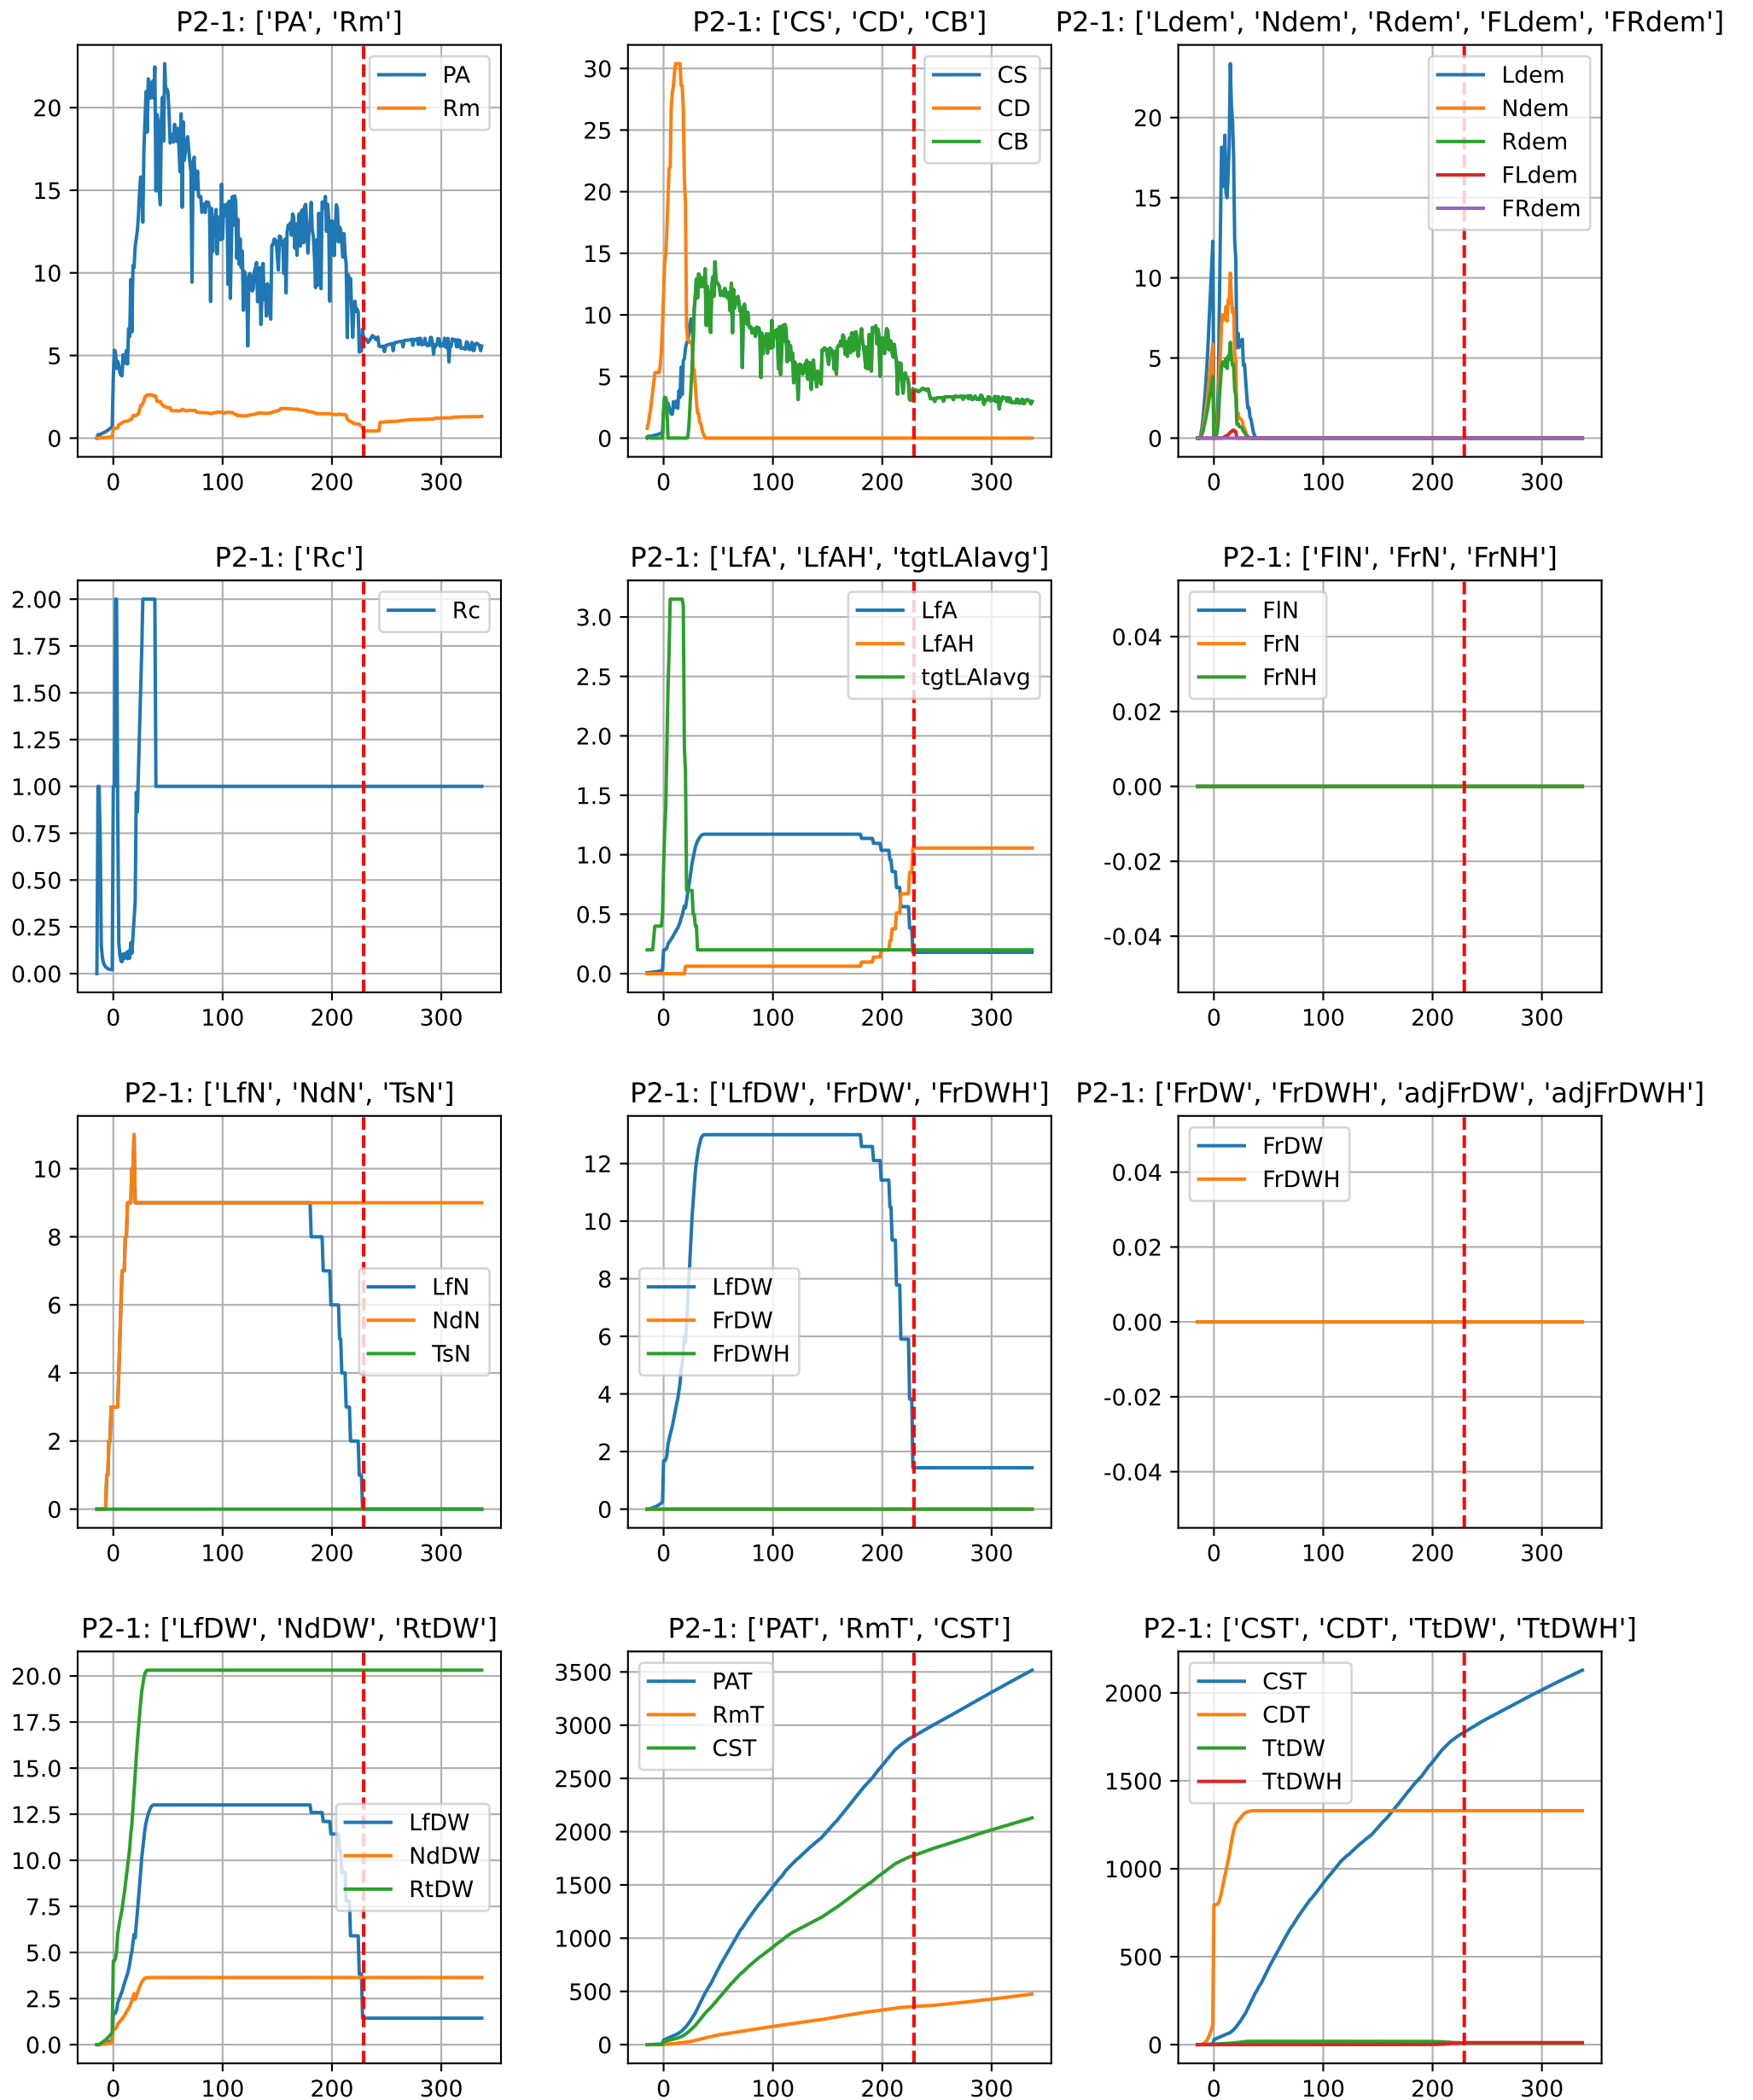 P2-1: ['PA', 'Rm']
20
15
10
5
0
0 100 200 300
PA
Rm
P2-1: ['CS', 'CD', 'CB']
30
25
20
15
10
5
0
0 100 200 300
CS
CD
CB
P2-1: ['Ldem', 'Ndem', 'Rdem', 'FLdem', 'FRdem']
20
15
10
5
0
0 100 200 300
Ldem
Ndem
Rdem
FLdem
FRdem
P2-1: ['Rc']
2.00
1.75
1.50
1.25
1.00
0.75
0.50
0.25
0.00
0 100 200 300
Rc
P2-1: ['LfA', 'LfAH', 'tgtLAIavg']
3.0
2.5
2.0
1.5
1.0
0.5
0.0
0 100 200 300
LfA
LfAH
tgtLAIavg
P2-1: ['FlN', 'FrN', 'FrNH']
0.04
0.02
0.00
-0.02
-0.04
0 100 200 300
FlN
FrN
FrNH
P2-1: ['LfN', 'NdN', 'TsN']
10
8
6
4
2
0
0 100 200 300
LfN
NdN
TsN
P2-1: ['LfDW', 'FrDW', 'FrDWH']
12
10
8
6
4
2
0
0 100 200 300
LfDW
FrDW
FrDWH
P2-1: ['FrDW', 'FrDWH', 'adjFrDW', 'adjFrDWH']
0.04
0.02
0.00
-0.02
-0.04
0 100 200 300
FrDW
FrDWH
P2-1: ['LfDW', 'NdDW', 'RtDW']
20.0
17.5
15.0
12.5
10.0
7.5
5.0
2.5
0.0
0 100 200 300
LfDW
NdDW
RtDW
P2-1: ['PAT', 'RmT', 'CST']
3500
3000
2500
2000
1500
1000
500
0
0 100 200 300
PAT
RmT
CST
P2-1: ['CST', 'CDT', 'TtDW', 'TtDWH']
2000
1500
1000
500
0
0 100 200 300
CST
CDT
TtDW
TtDWH